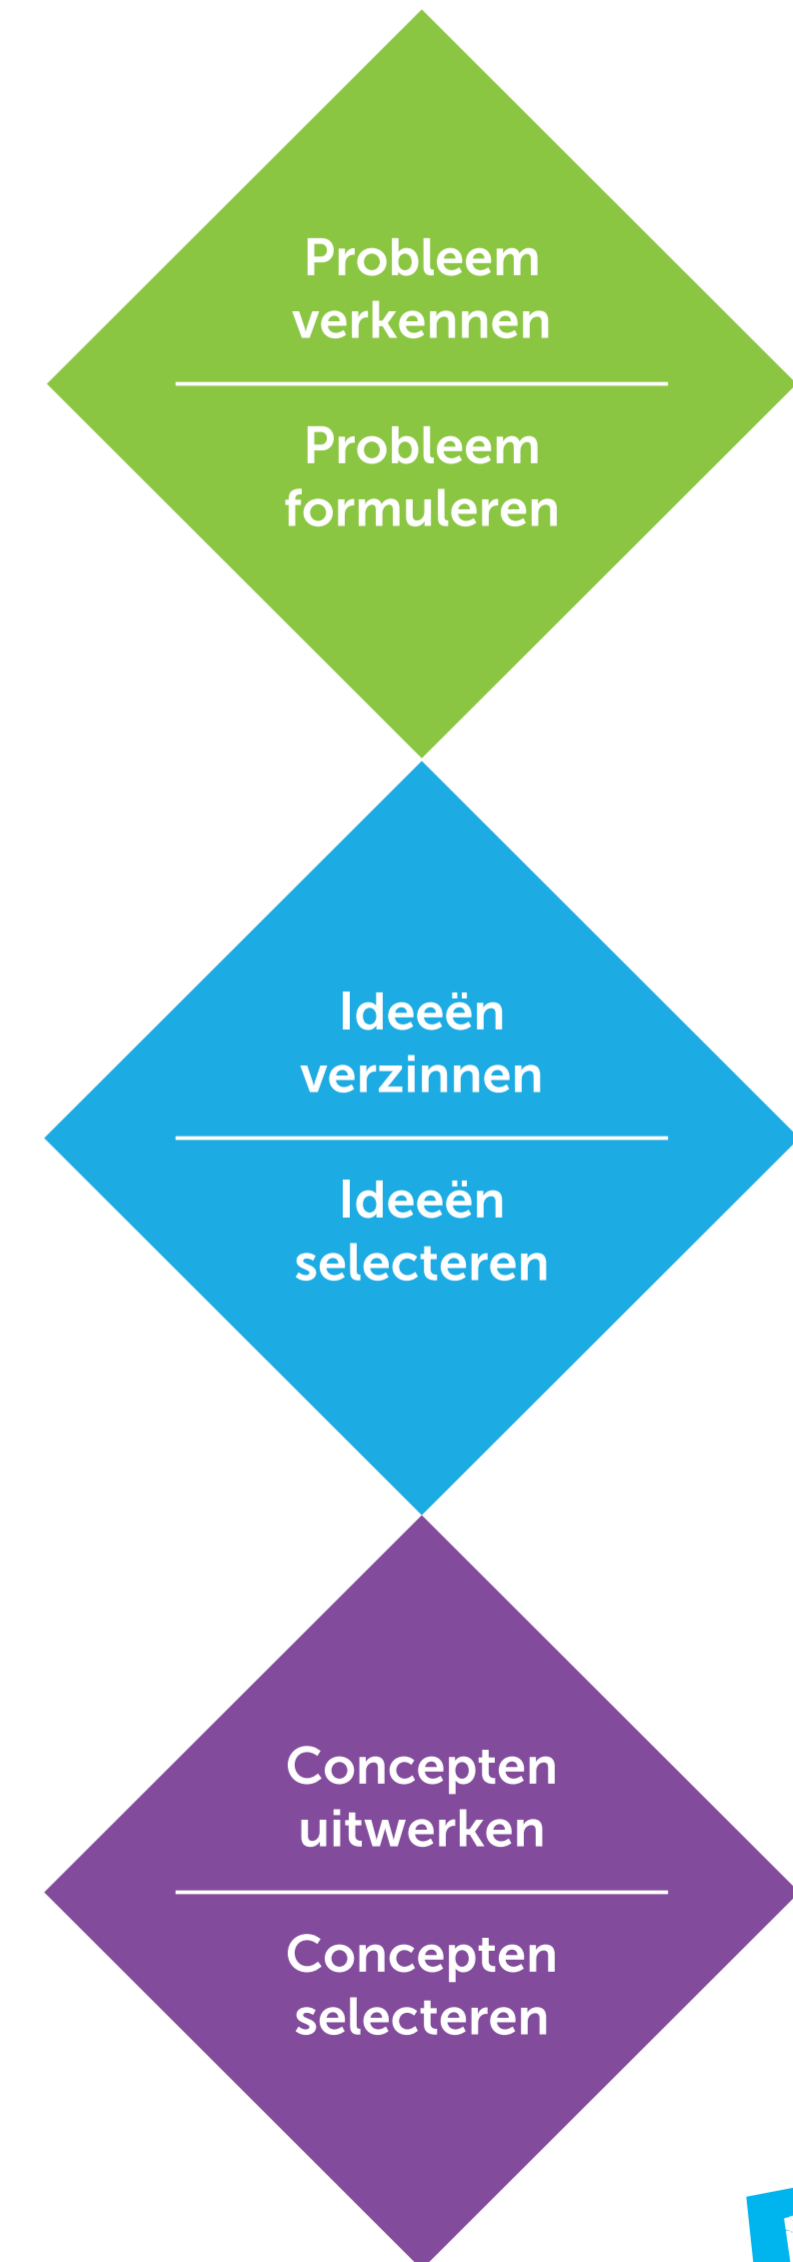 Probleem
verkennen
Probleem
formuleren
Ideeën
verzinnen
Ideeën
selecteren
Concepten
uitwerken
Concepten
selecteren